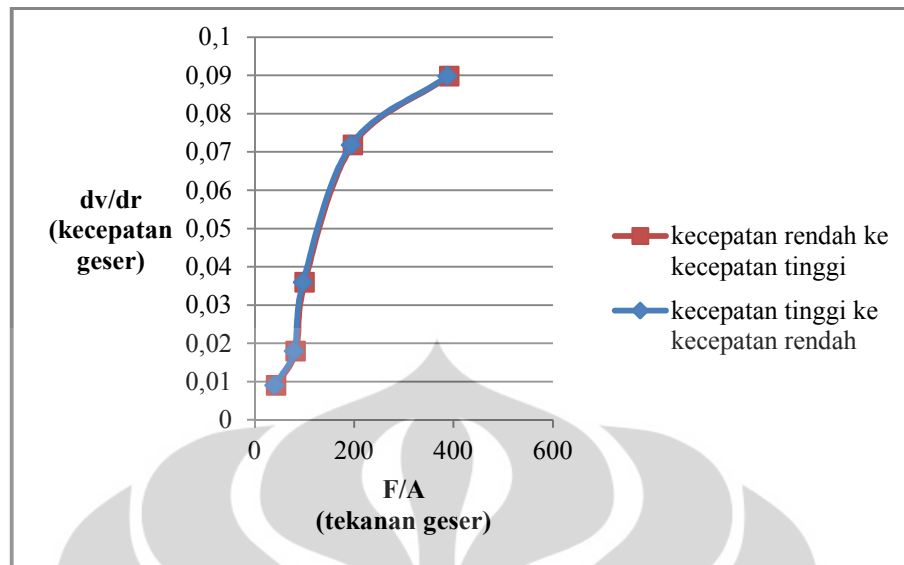 0,1
0,09
0,08
0,07
0,06
0,05
0,04
0,03
0,02
0,01
0
dv/dr
(kecepatan
geser)
0 200 400 600
F/A
(tekanan geser)
kecepatan rendah ke
kecepatan tinggi
kecepatan tinggi ke
kecepatan rendah